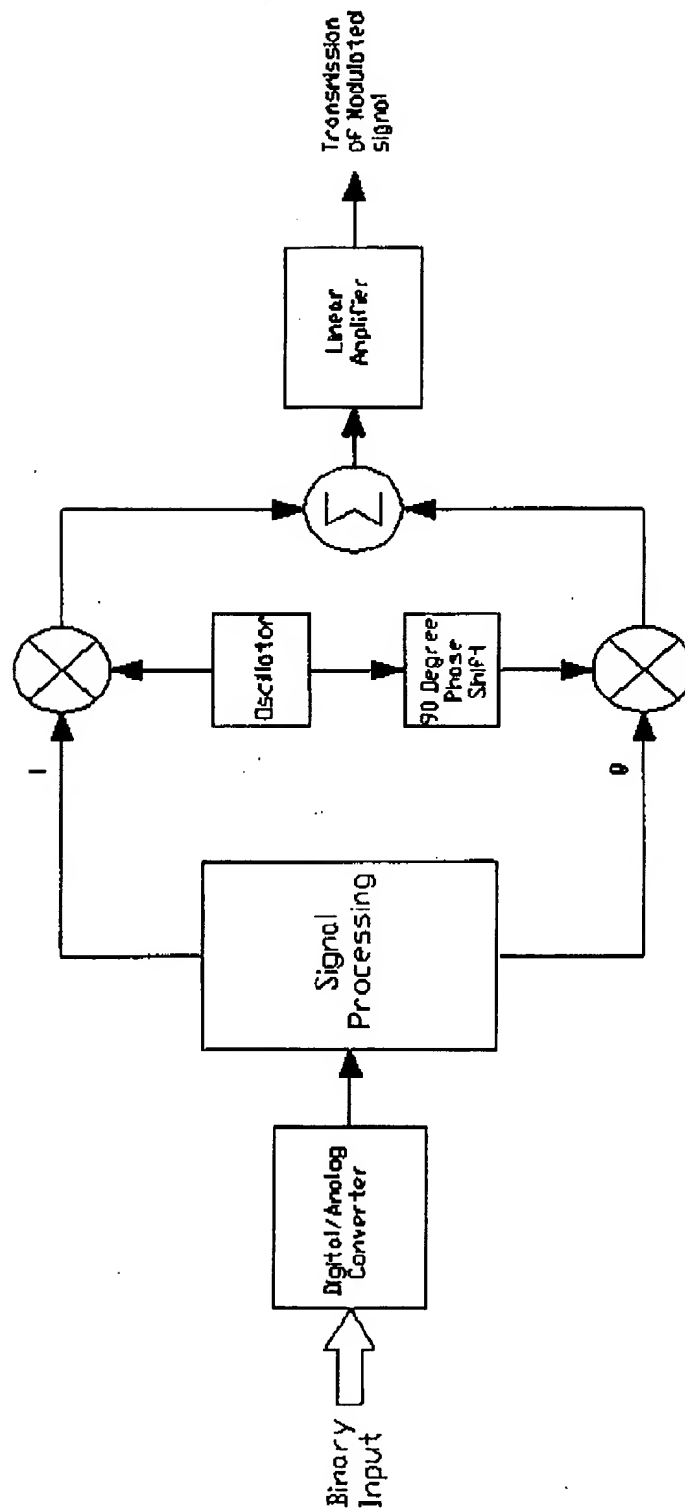 Binary
Input
Digital/Analog
Converter
Signal
Processing
I
Q
Oscillator
90 Degree
Phase
Shift
Σ
Linear
Amplifier
Transmission
of Modulated
signal